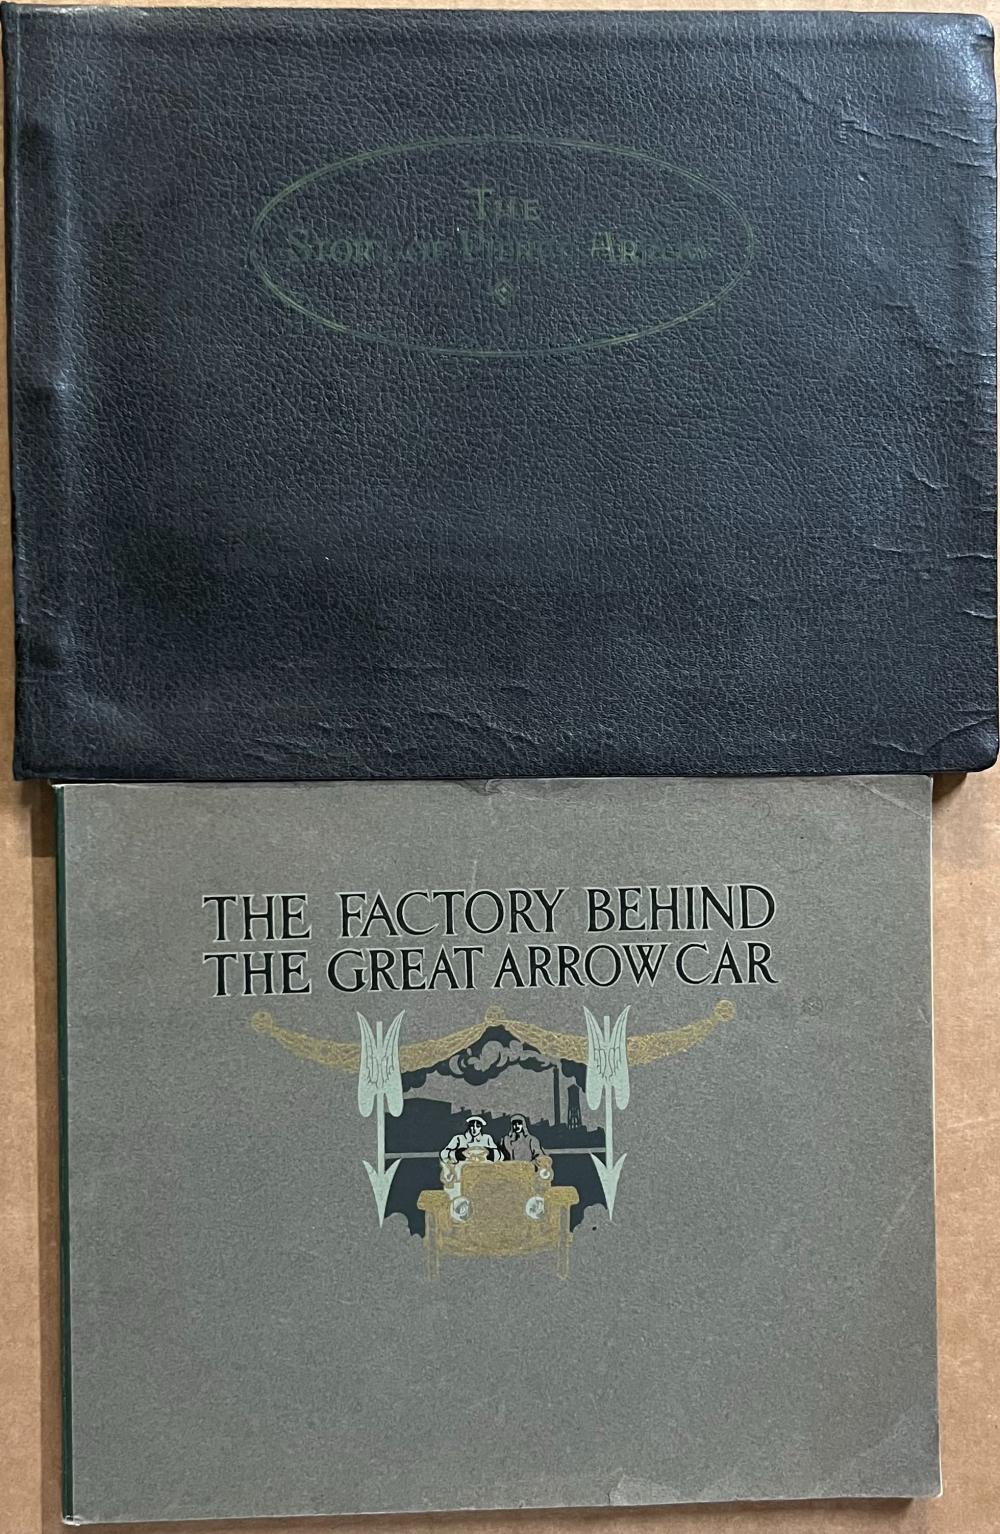 THE
STORY OF PIERCE ARROW
THE FACTORY BEHIND
THE GREAT ARROW CAR